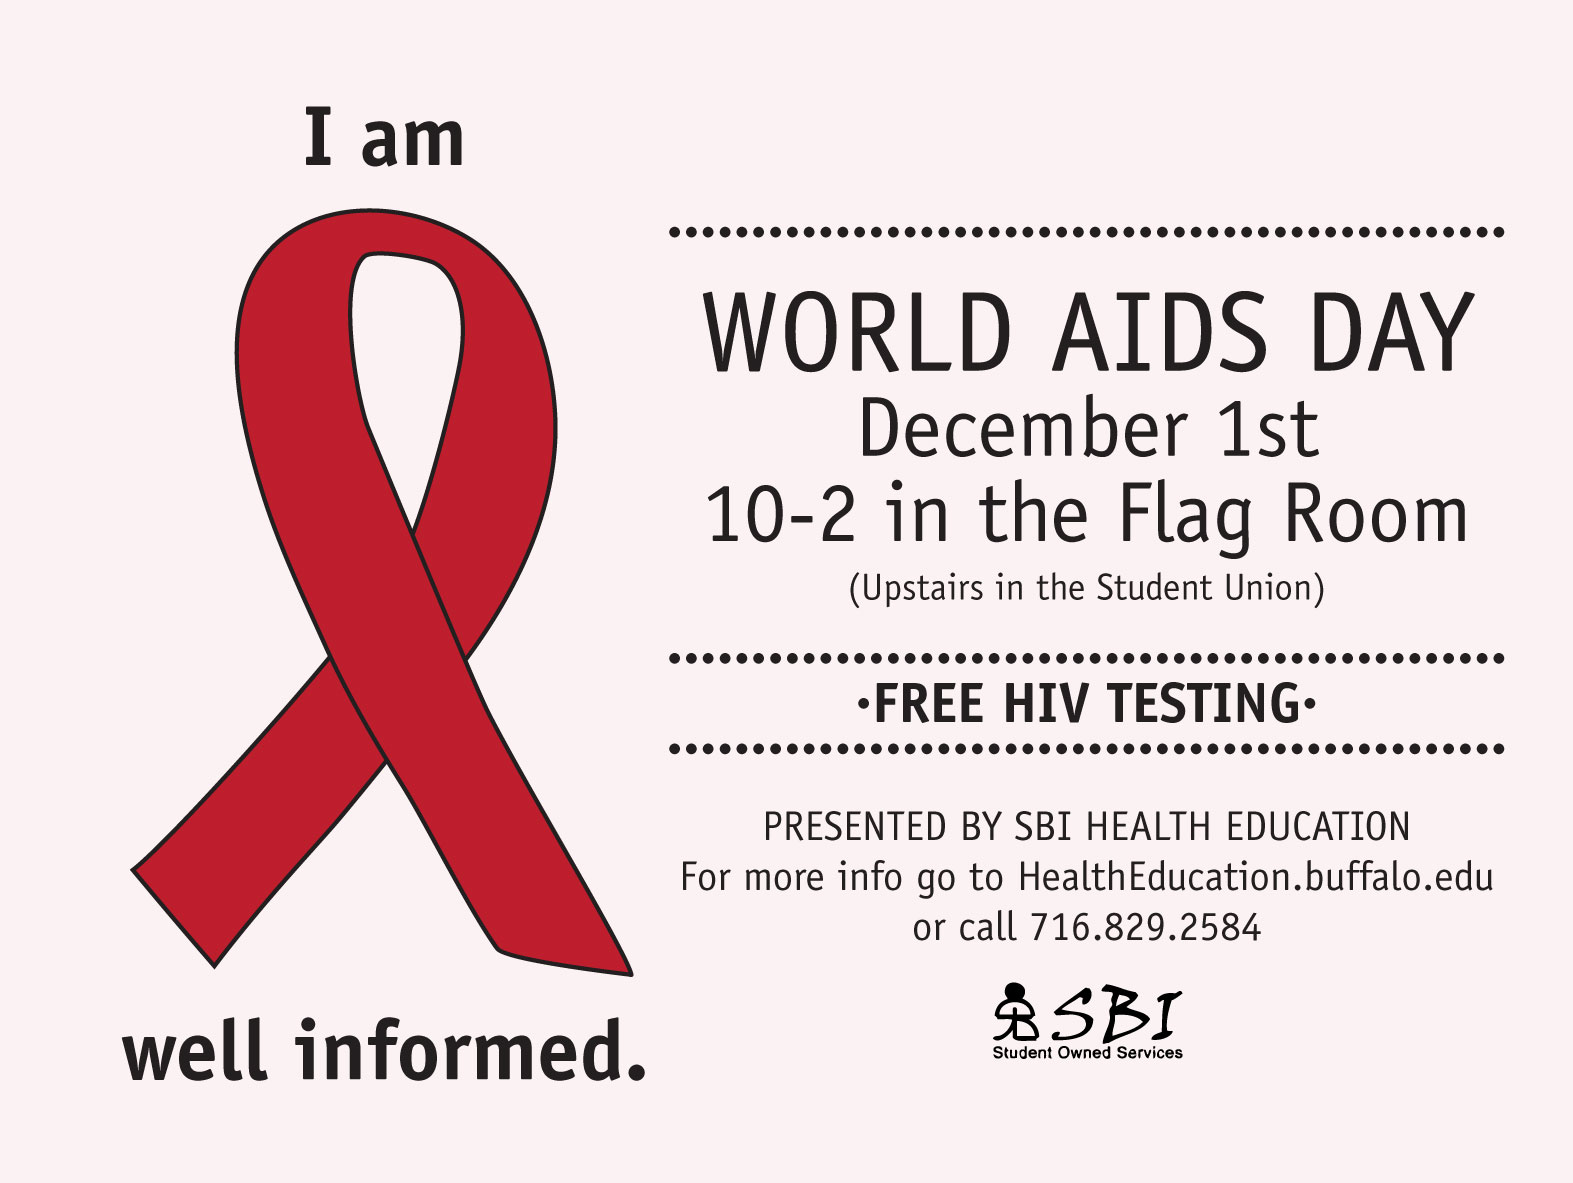 I am
well informed.
WORLD AIDS DAY
December 1st
10-2 in the Flag Room
(Upstairs in the Student Union)
•FREE HIV TESTING•
PRESENTED BY SBI HEALTH EDUCATION
For more info go to HealthEducation.buffalo.edu
or call 716.829.2584
SBI
Student Owned Services